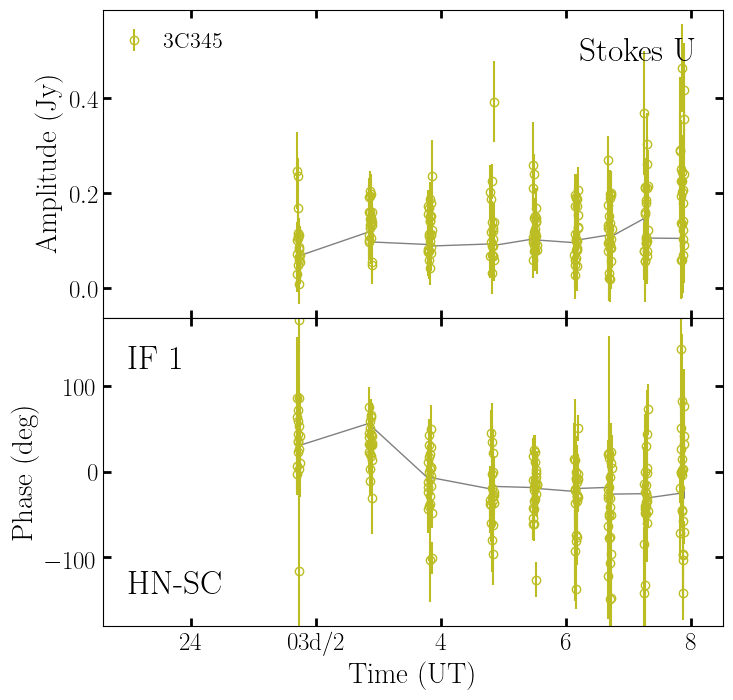 3C345
Stokes U
Amplitude (Jy)
0.4
0.2
0.0
IF 1
HN-SC
Phase (deg)
100
0
−100
24 03d/2 4 6 8
Time (UT)